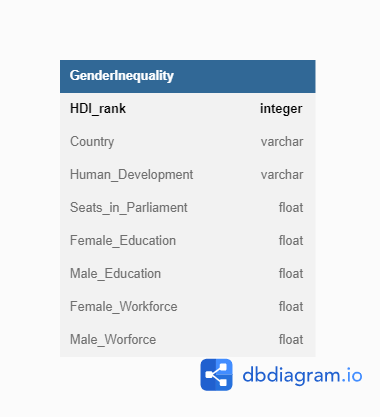 GenderInequality
HDI_rank integer
Country varchar
Human_Development varchar
Seats_in_Parliament float
Female_Education float
Male_Education float
Female_Workforce float
Male_Worforce float
dbdiagram.io